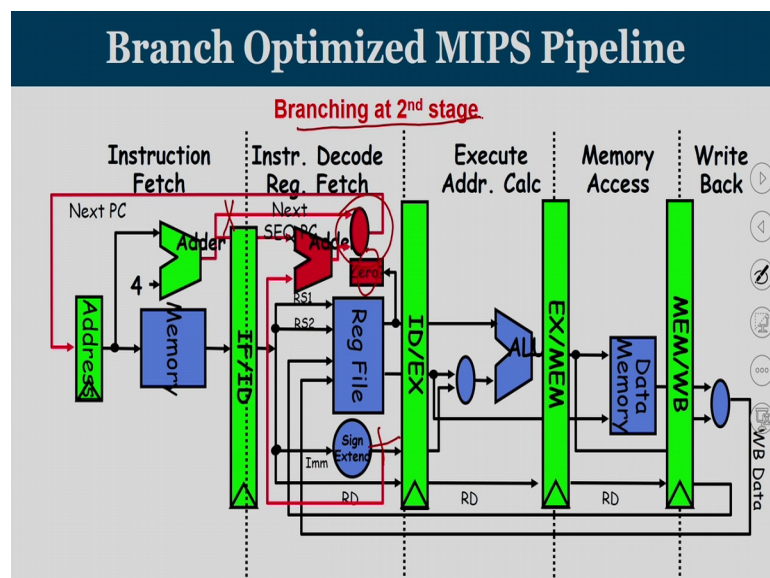 Branch Optimized MIPS Pipeline
Branching at 2nd stage
Instruction
Fetch
Instr. Decode
Reg. Fetch
Execute
Addr. Calc
Memory
Access
Write
Back
Next PC
Next
SEQ PC
Adder
Adder
4
Zero?
Address
Memory
IF/ID
RS1
RS2
Reg File
ID/EX
ALU
EX/MEM
Data
Memory
MEM/WB
Sign
Extend
Imm
RD
RD
RD
WB Data